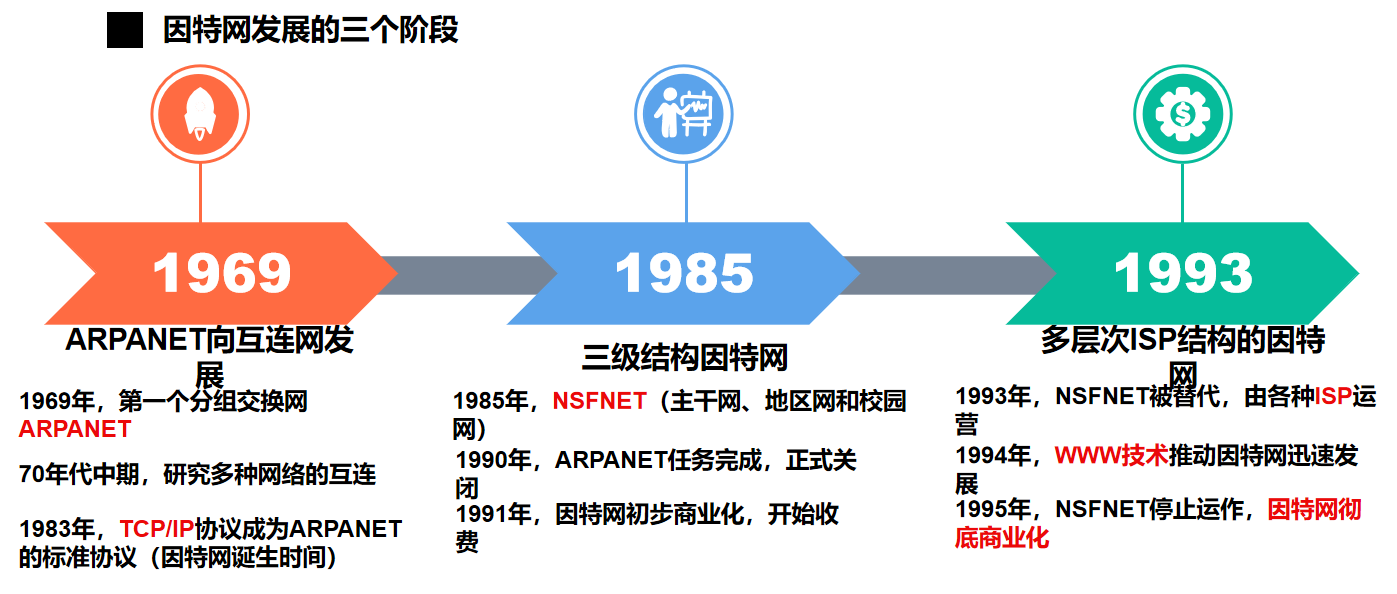 因特网发展的三个阶段
1969
ARPANET向互连网发
展
1969年，第一个分组交换网
ARPANET
70年代中期，研究多种网络的互连
1983年，TCP/IP协议成为ARPANET
的标准协议（因特网诞生时间）
1985
三级结构因特网
1985年，NSFNET（主干网、地区网和校园
网）
1990年，ARPANET任务完成，正式关
闭
1991年，因特网初步商业化，开始收
费
1993
多层次ISP结构的因特
网
1993年，NSFNET被替代，由各种ISP运
营
1994年，WWW技术推动因特网迅速发
展
1995年，NSFNET停止运作，因特网彻
底商业化